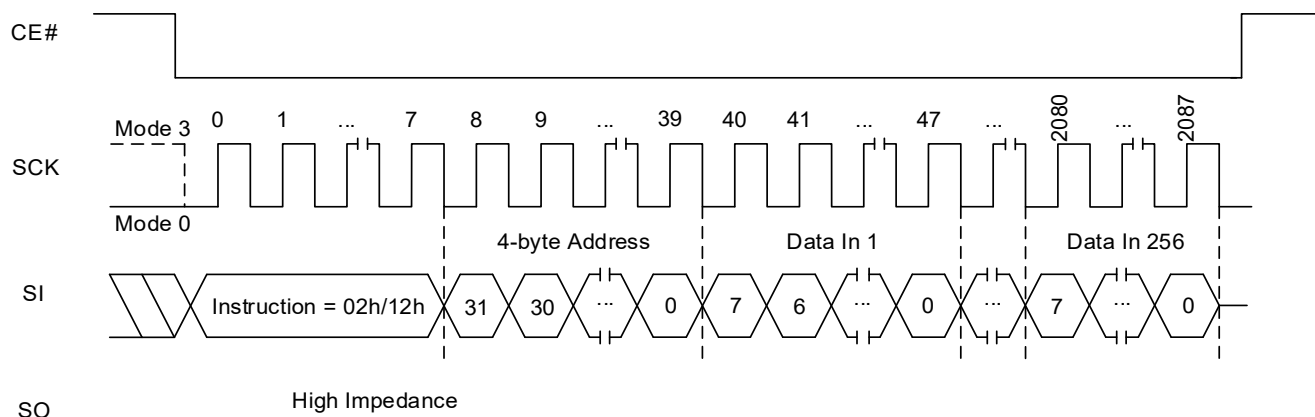 CE#
Mode 3
0 1 ... 7 8 9 ... 39 40 41 ... 47 ... 2080 ... 2087
SCK
Mode 0
4-byte Address Data In 1 Data In 256
SI
Instruction = 02h/12h 31 30 ... 0 7 6 ... 0 ... 7 ... 0
High Impedance
SO